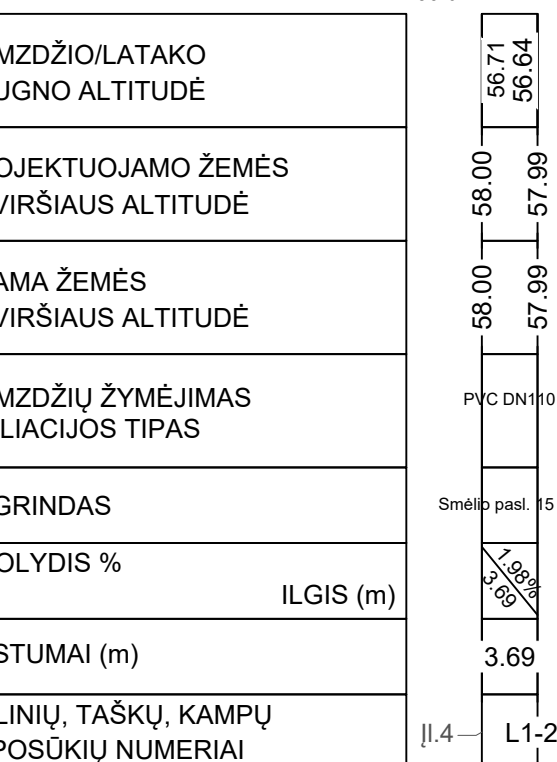 MZDŽIO/LATAKO
UGNO ALTITUDĖ
56.71
56.64
OJEKTUOJAMO ŽEMĖS
VIRŠIAUS ALTITUDĖ
58.00
57.99
AMA ŽEMĖS
VIRŠIAUS ALTITUDĖ
58.00
57.99
MZDŽIŲ ŽYMĖJIMAS
LIACIJOS TIPAS
PVC DN110
GRINDAS
Smėlio pasl. 15
OLYDIS %
ILGIS (m)
1.98%
3.69
STUMAI (m)
3.69
LINIŲ, TAŠKŲ, KAMPŲ
POSŪKIŲ NUMERIAI
Įl.4
L1-2